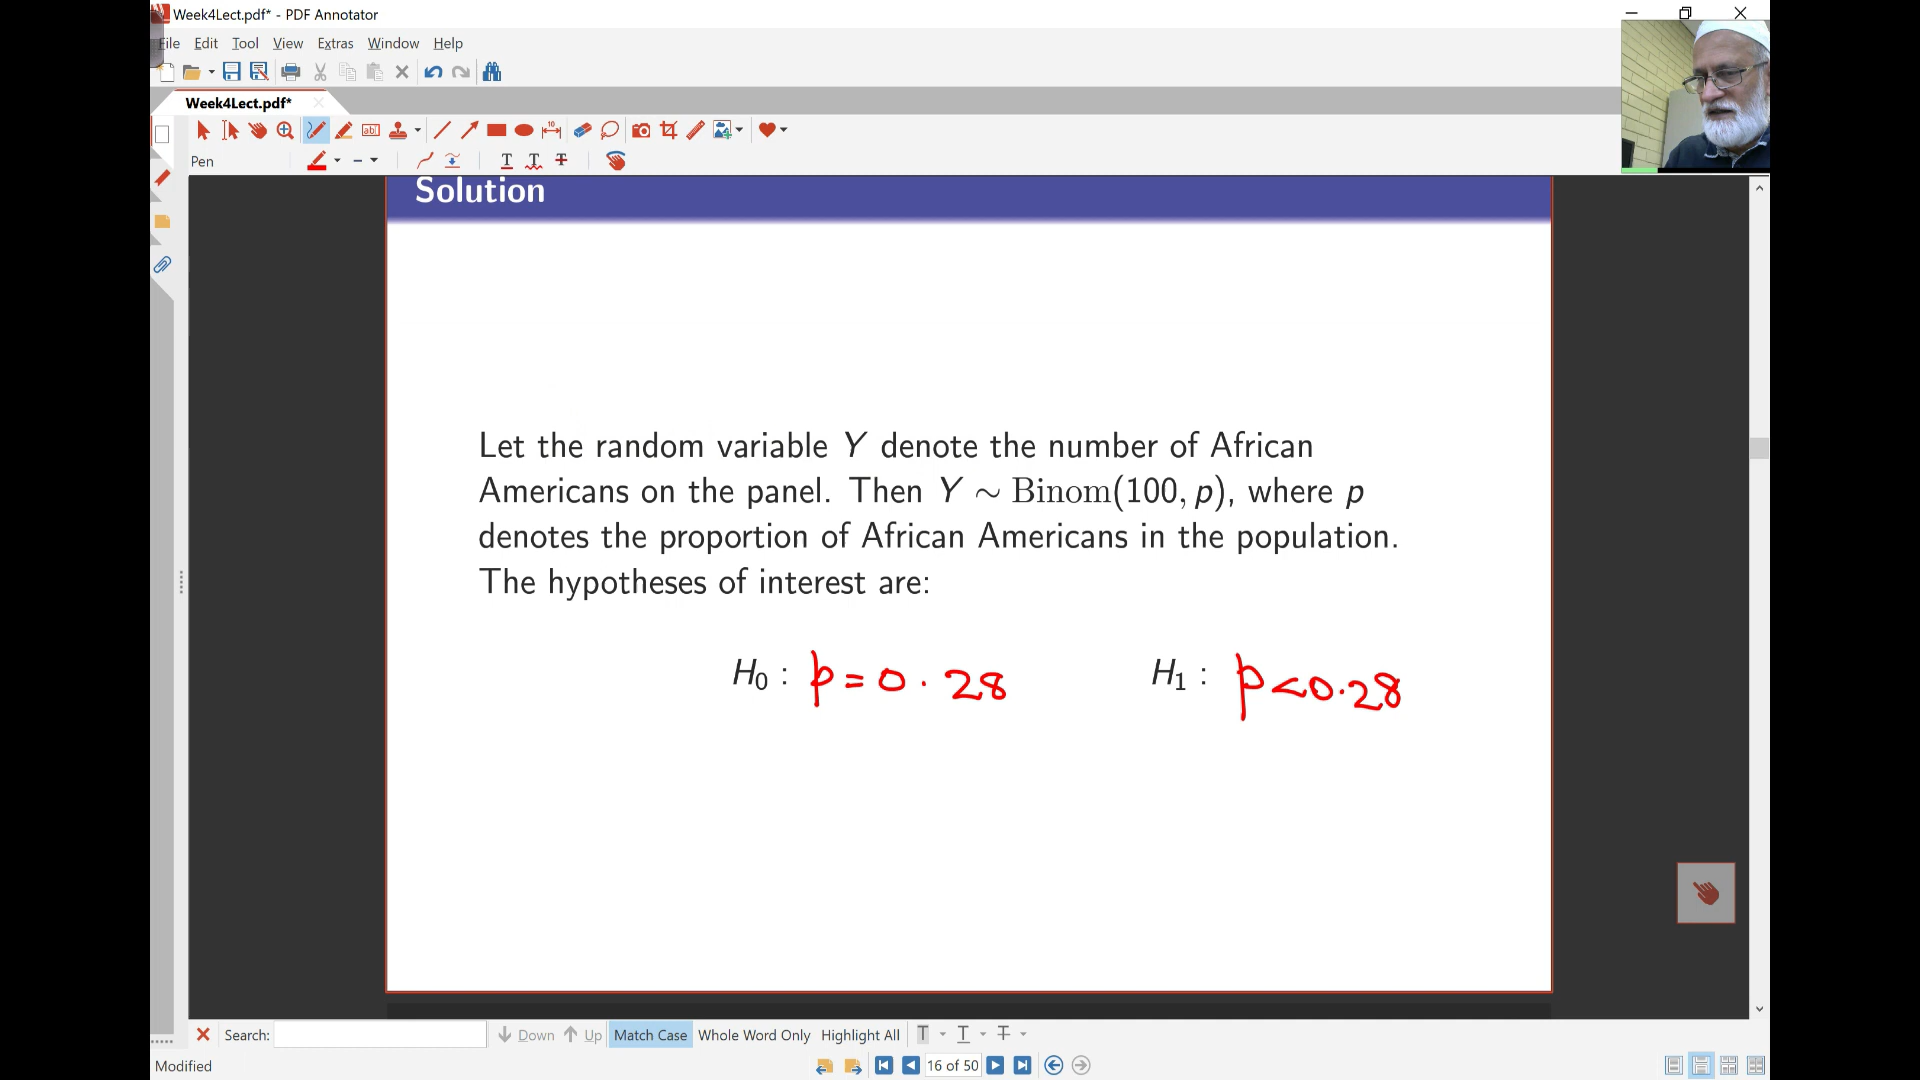 Week4Lect.pdf* - PDF Annotator
File Edit Tool View Extras Window Help
Week4Lect.pdf*
Pen
Solution
Let the random variable Y denote the number of African
Americans on the panel. Then Y ∼ Binom(100, p), where p
denotes the proportion of African Americans in the population.
The hypotheses of interest are:
H₀ : p = 0.28 H₁ : p < 0.28
Search: Down Up Match Case Whole Word Only Highlight All
Modified 16 of 50